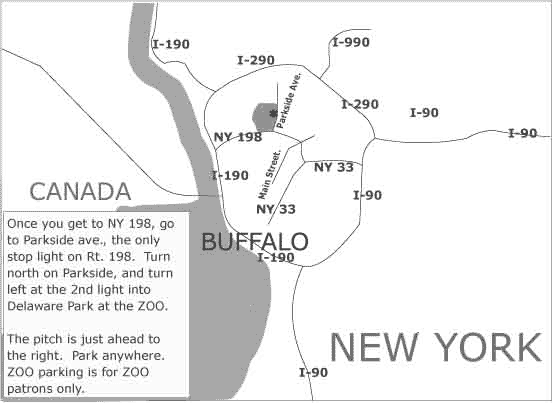 I-190
I-990
I-290
Parkside Ave.
I-290
I-90
I-90
NY 198
Main Street.
NY 33
I-190
I-90
CANADA
NY 33
BUFFALO
I-190
Once you get to NY 198, go
to Parkside ave., the only
stop light on Rt. 198. Turn
north on Parkside, and turn
left at the 2nd light into
Delaware Park at the ZOO.
The pitch is just ahead to
the right. Park anywhere.
ZOO parking is for ZOO
patrons only.
NEW YORK
I-90